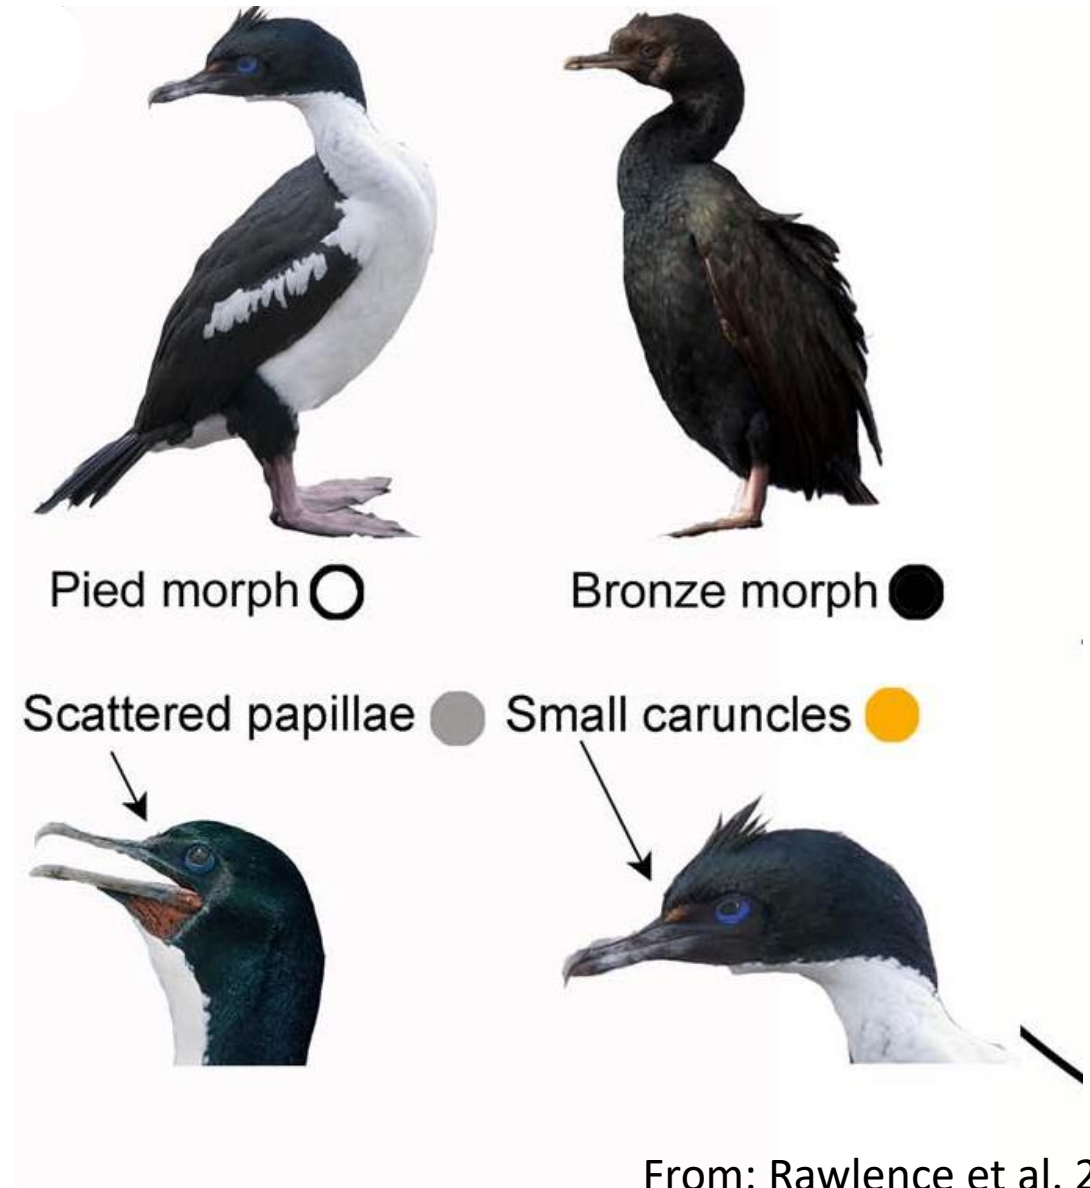 Pied morph
Bronze morph
Scattered papillae
Small caruncles
From: Rawlence et al. 2